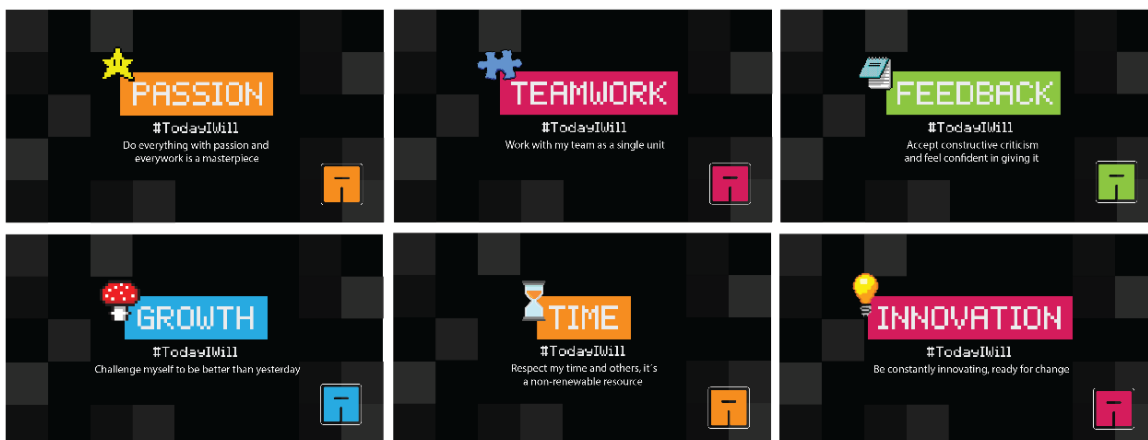 PASSION
#TodayIWill
Do everything with passion and
everywork is a masterpiece
TEAMWORK
#TodayIWill
Work with my team as a single unit
FEEDBACK
#TodayIWill
Accept constructive criticism
and feel confident in giving it
GROWTH
#TodayIWill
Challenge myself to be better than yesterday
TIME
#TodayIWill
Respect my time and others, it´s
a non-renewable resource
INNOVATION
#TodayIWill
Be constantly innovating, ready for change